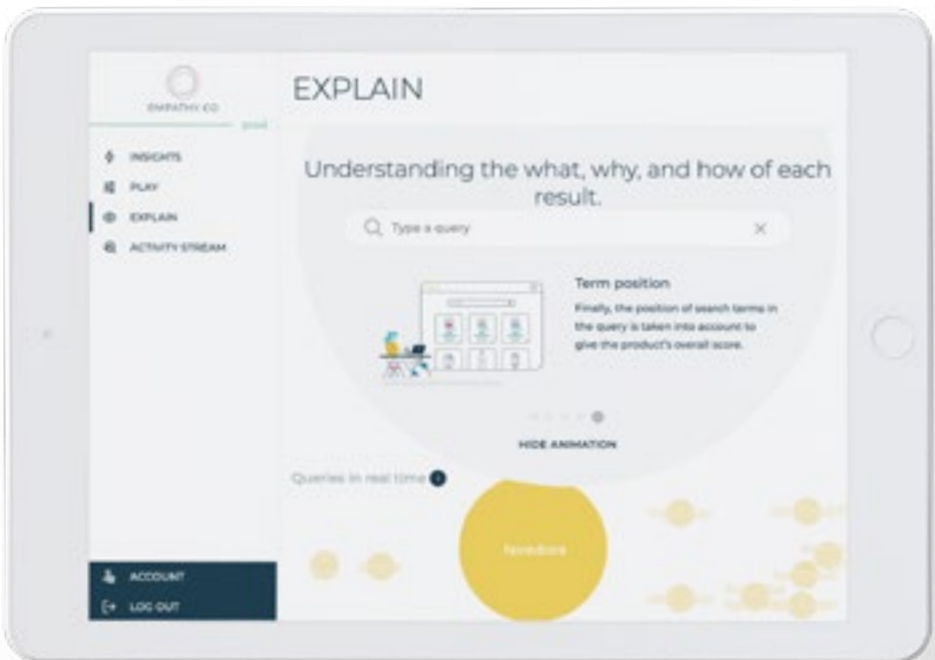 EMPATHY.CO
prod
INSIGHTS
PLAY
EXPLAIN
ACTIVITY STREAM
ACCOUNT
LOG OUT
EXPLAIN
Understanding the what, why, and how of each
result.
Type a query
Term position
Finally, the position of search terms in
the query is taken into account to
give the product's overall score.
HIDE ANIMATION
Queries in real time